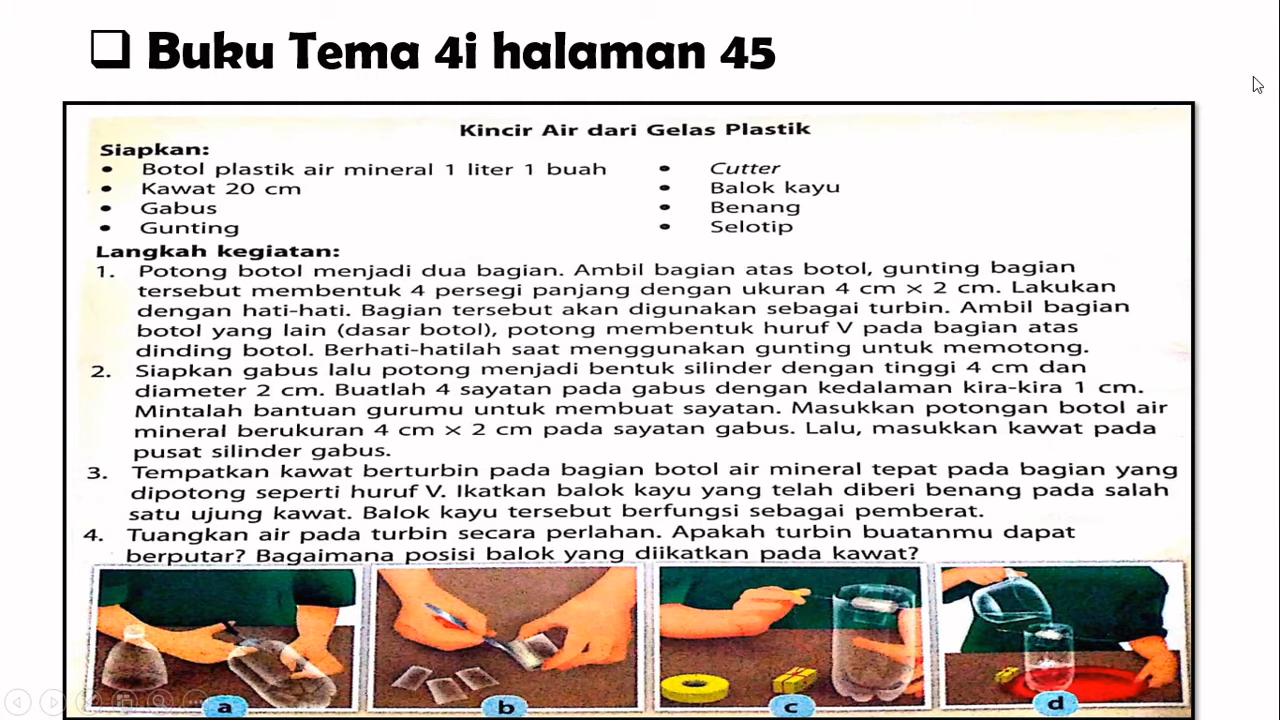 Buku Tema 4i halaman 45
Kincir Air dari Gelas Plastik
Siapkan:
• Botol plastik air mineral 1 liter 1 buah
• Kawat 20 cm
• Gabus
• Gunting
• Cutter
• Balok kayu
• Benang
• Selotip
Langkah kegiatan:
1. Potong botol menjadi dua bagian. Ambil bagian atas botol, gunting bagian
tersebut membentuk 4 persegi panjang dengan ukuran 4 cm × 2 cm. Lakukan
dengan hati-hati. Bagian tersebut akan digunakan sebagai turbin. Ambil bagian
botol yang lain (dasar botol), potong membentuk huruf V pada bagian atas
dinding botol. Berhati-hatilah saat menggunakan gunting untuk memotong.
2. Siapkan gabus lalu potong menjadi bentuk silinder dengan tinggi 4 cm dan
diameter 2 cm. Buatlah 4 sayatan pada gabus dengan kedalaman kira-kira 1 cm.
Mintalah bantuan gurumu untuk membuat sayatan. Masukkan potongan botol air
mineral berukuran 4 cm × 2 cm pada sayatan gabus. Lalu, masukkan kawat pada
pusat silinder gabus.
3. Tempatkan kawat berturbin pada bagian botol air mineral tepat pada bagian yang
dipotong seperti huruf V. Ikatkan balok kayu yang telah diberi benang pada salah
satu ujung kawat. Balok kayu tersebut berfungsi sebagai pemberat.
4. Tuangkan air pada turbin secara perlahan. Apakah turbin buatanmu dapat
berputar? Bagaimana posisi balok yang diikatkan pada kawat?
a
b
c
d